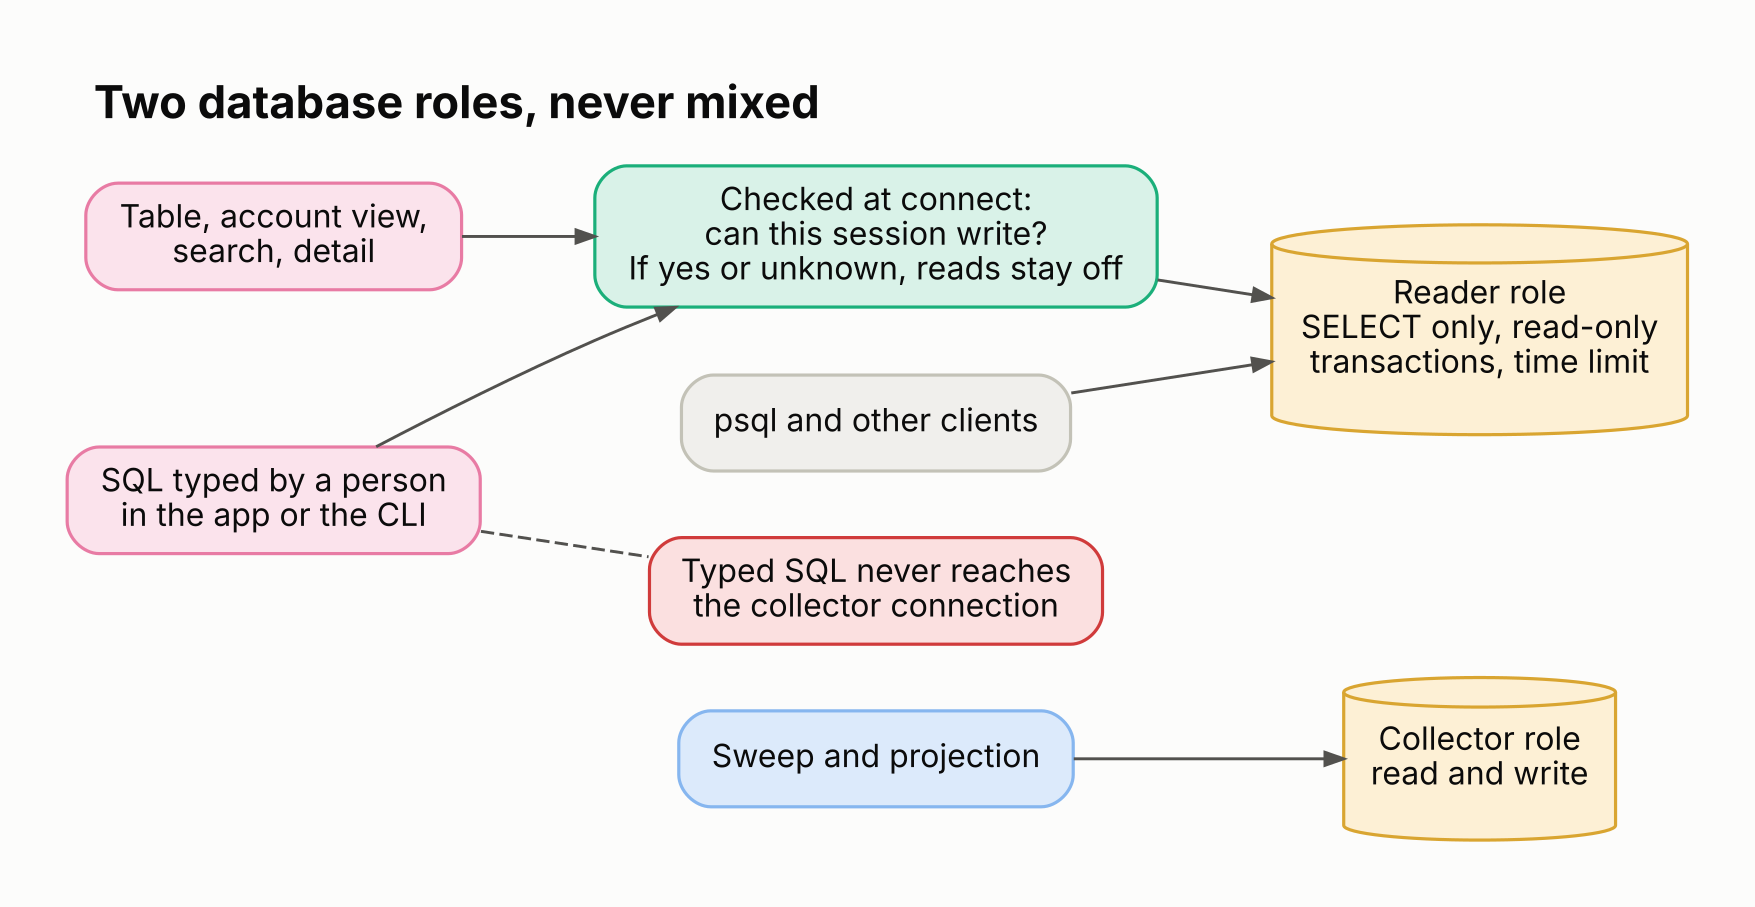 Two database roles, never mixed
Table, account view,
search, detail
Checked at connect:
can this session write?
If yes or unknown, reads stay off
Reader role
SELECT only, read-only
transactions, time limit
psql and other clients
SQL typed by a person
in the app or the CLI
Typed SQL never reaches
the collector connection
Sweep and projection
Collector role
read and write